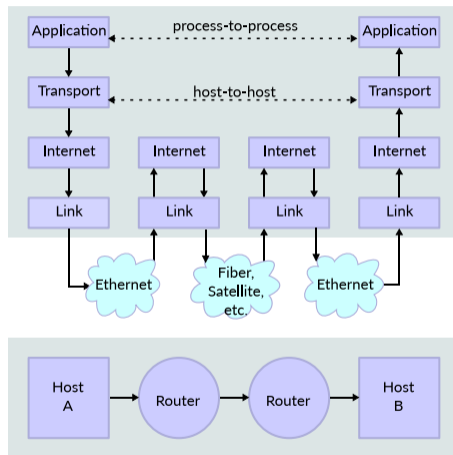 Application
process-to-process
Application
Transport
host-to-host
Transport
Internet
Internet
Internet
Internet
Link
Link
Link
Link
Ethernet
Fiber,
Satellite,
etc.
Ethernet
Host
A
Router
Router
Host
B